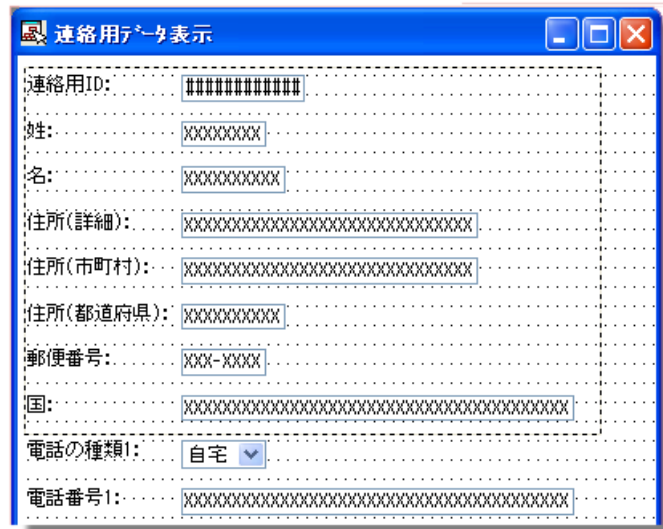 連絡用ﾃﾞｰﾀ表示
連絡用ID: ############
姓: XXXXXXXX
名: XXXXXXXXXX
住所(詳細): XXXXXXXXXXXXXXXXXXXXXXXXXXXXXX
住所(市町村): XXXXXXXXXXXXXXXXXXXXXXXXXXXXXX
住所(都道府県): XXXXXXXXXX
郵便番号: XXX-XXXX
国: XXXXXXXXXXXXXXXXXXXXXXXXXXXXXXXXXXXXXXXX
電話の種類1: 自宅
電話番号1: XXXXXXXXXXXXXXXXXXXXXXXXXXXXXXXXXXXXXXXX